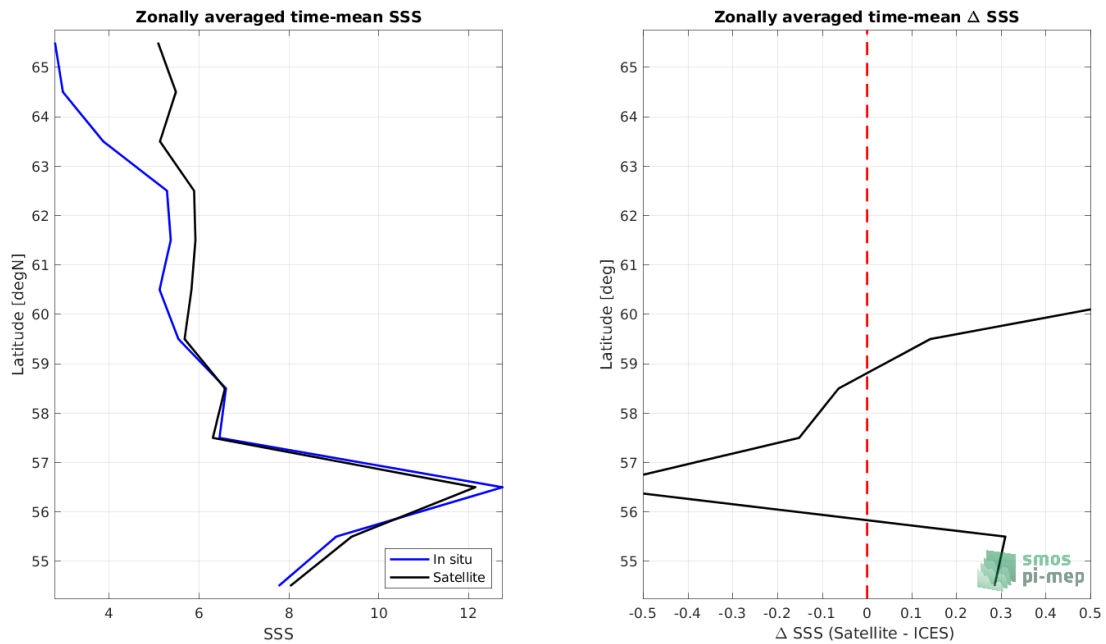 Zonally averaged time-mean SSS
65
64
63
62
61
60
59
58
57
56
55
Latitude [degN]
4 6 8 10 12
SSS
In situ
Satellite
Zonally averaged time-mean Δ SSS
65
64
63
62
61
60
59
58
57
56
55
Latitude [deg]
-0.5 -0.4 -0.3 -0.2 -0.1 0 0.1 0.2 0.3 0.4 0.5
Δ SSS (Satellite - ICES)
smos
pi-mep